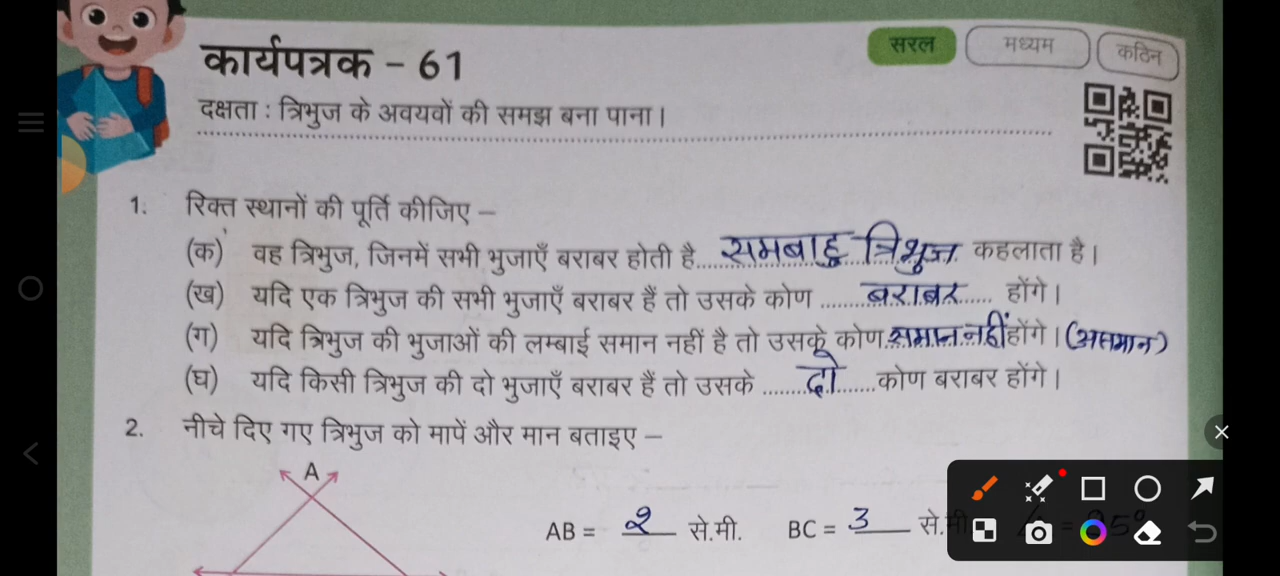 सरल मध्यम कठिन
कार्यपत्रक - 61
दक्षता : त्रिभुज के अवयवों की समझ बना पाना।
1. रिक्त स्थानों की पूर्ति कीजिए –
(क) वह त्रिभुज, जिनमें सभी भुजाएँ बराबर होती है समबाहु त्रिभुज कहलाता है।
(ख) यदि एक त्रिभुज की सभी भुजाएँ बराबर हैं तो उसके कोण बराबर होंगे।
(ग) यदि त्रिभुज की भुजाओं की लम्बाई समान नहीं है तो उसके कोण समान नहीं होंगे। (असमान)
(घ) यदि किसी त्रिभुज की दो भुजाएँ बराबर हैं तो उसके दो कोण बराबर होंगे।
2. नीचे दिए गए त्रिभुज को मापें और मान बताइए –
A
AB = 2 से.मी. BC = 3 से.मी.